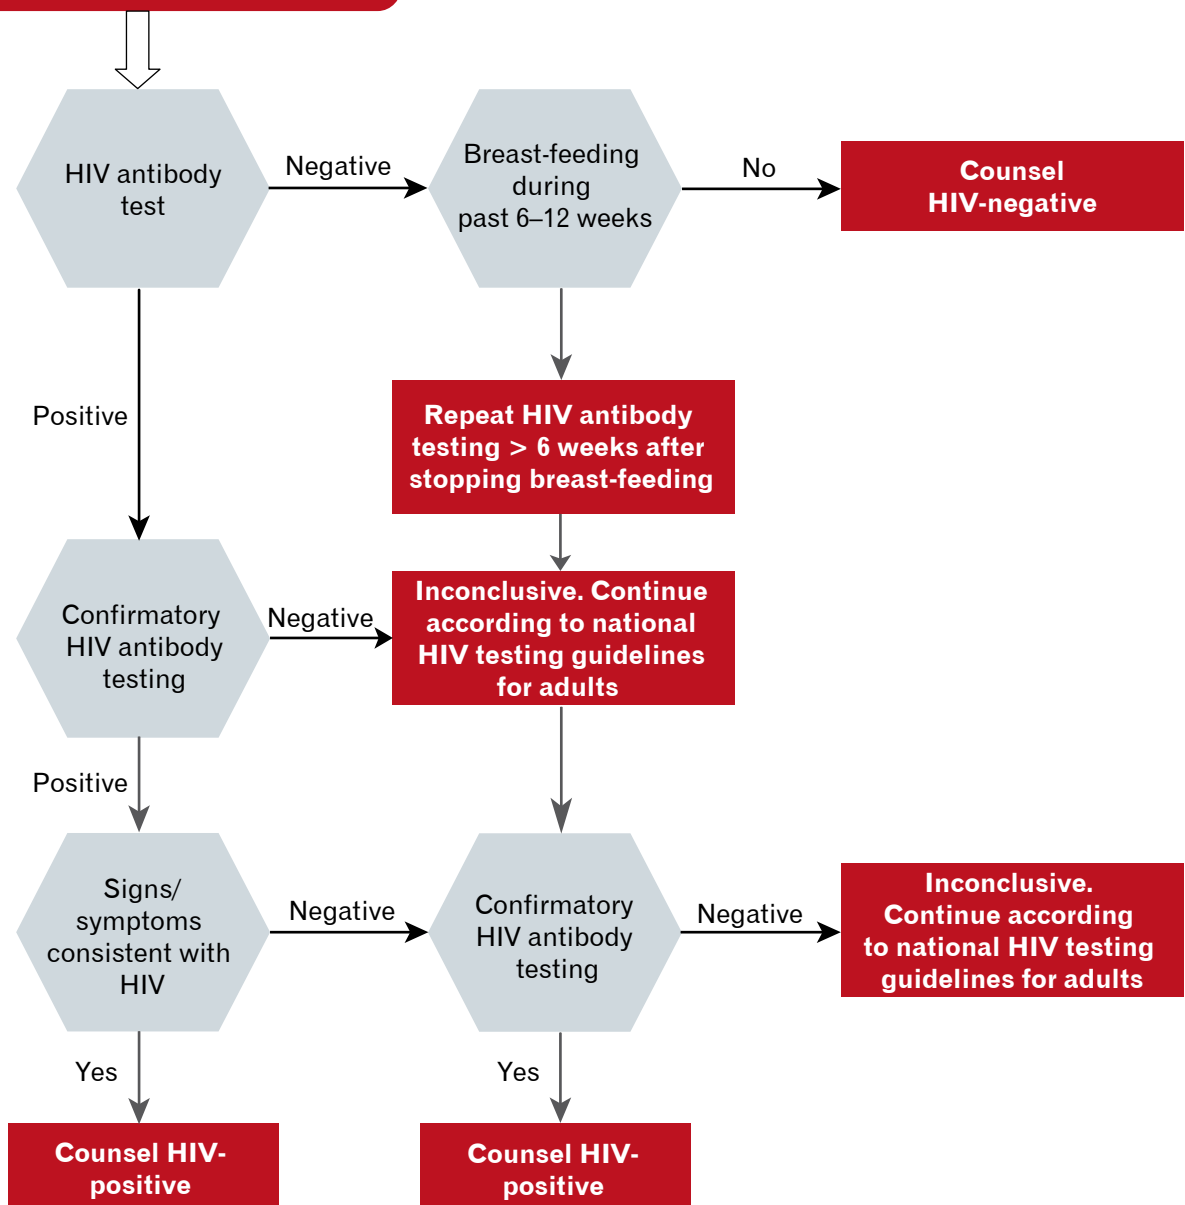 HIV antibody
test
Negative
Breast-feeding
during
past 6–12 weeks
No
Counsel
HIV-negative
Positive
Repeat HIV antibody
testing > 6 weeks after
stopping breast-feeding
Confirmatory
HIV antibody
testing
Negative
Inconclusive. Continue
according to national
HIV testing guidelines
for adults
Positive
Signs/
symptoms
consistent with
HIV
Negative
Confirmatory
HIV antibody
testing
Negative
Inconclusive.
Continue according
to national HIV testing
guidelines for adults
Yes
Yes
Counsel HIV-
positive
Counsel HIV-
positive